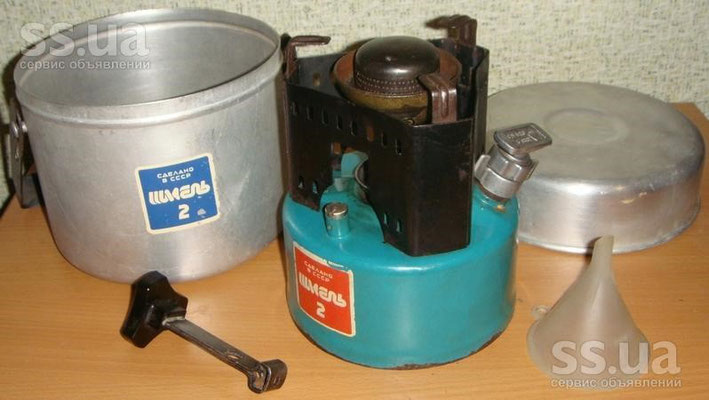 ss.ua
сервис объявлений
СДЕЛАНО
В СССР
ШМЕЛЬ
2
СДЕЛАНО
В СССР
ШМЕЛЬ
2
ss.ua
сервис объявлений